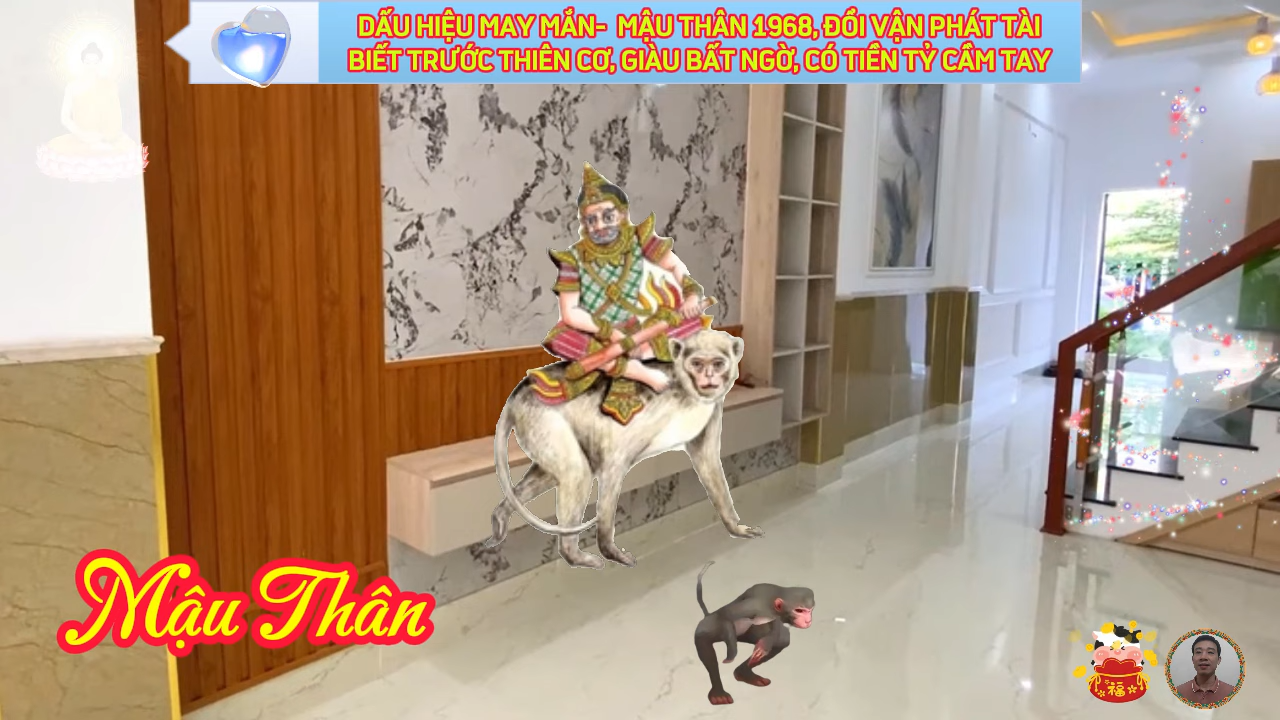 DẤU HIỆU MAY MẮN- MẬU THÂN 1968, ĐỔI VẬN PHÁT TÀI
BIẾT TRƯỚC THIÊN CƠ, GIÀU BẤT NGỜ, CÓ TIỀN TỶ CẦM TAY
Mậu Thân
福